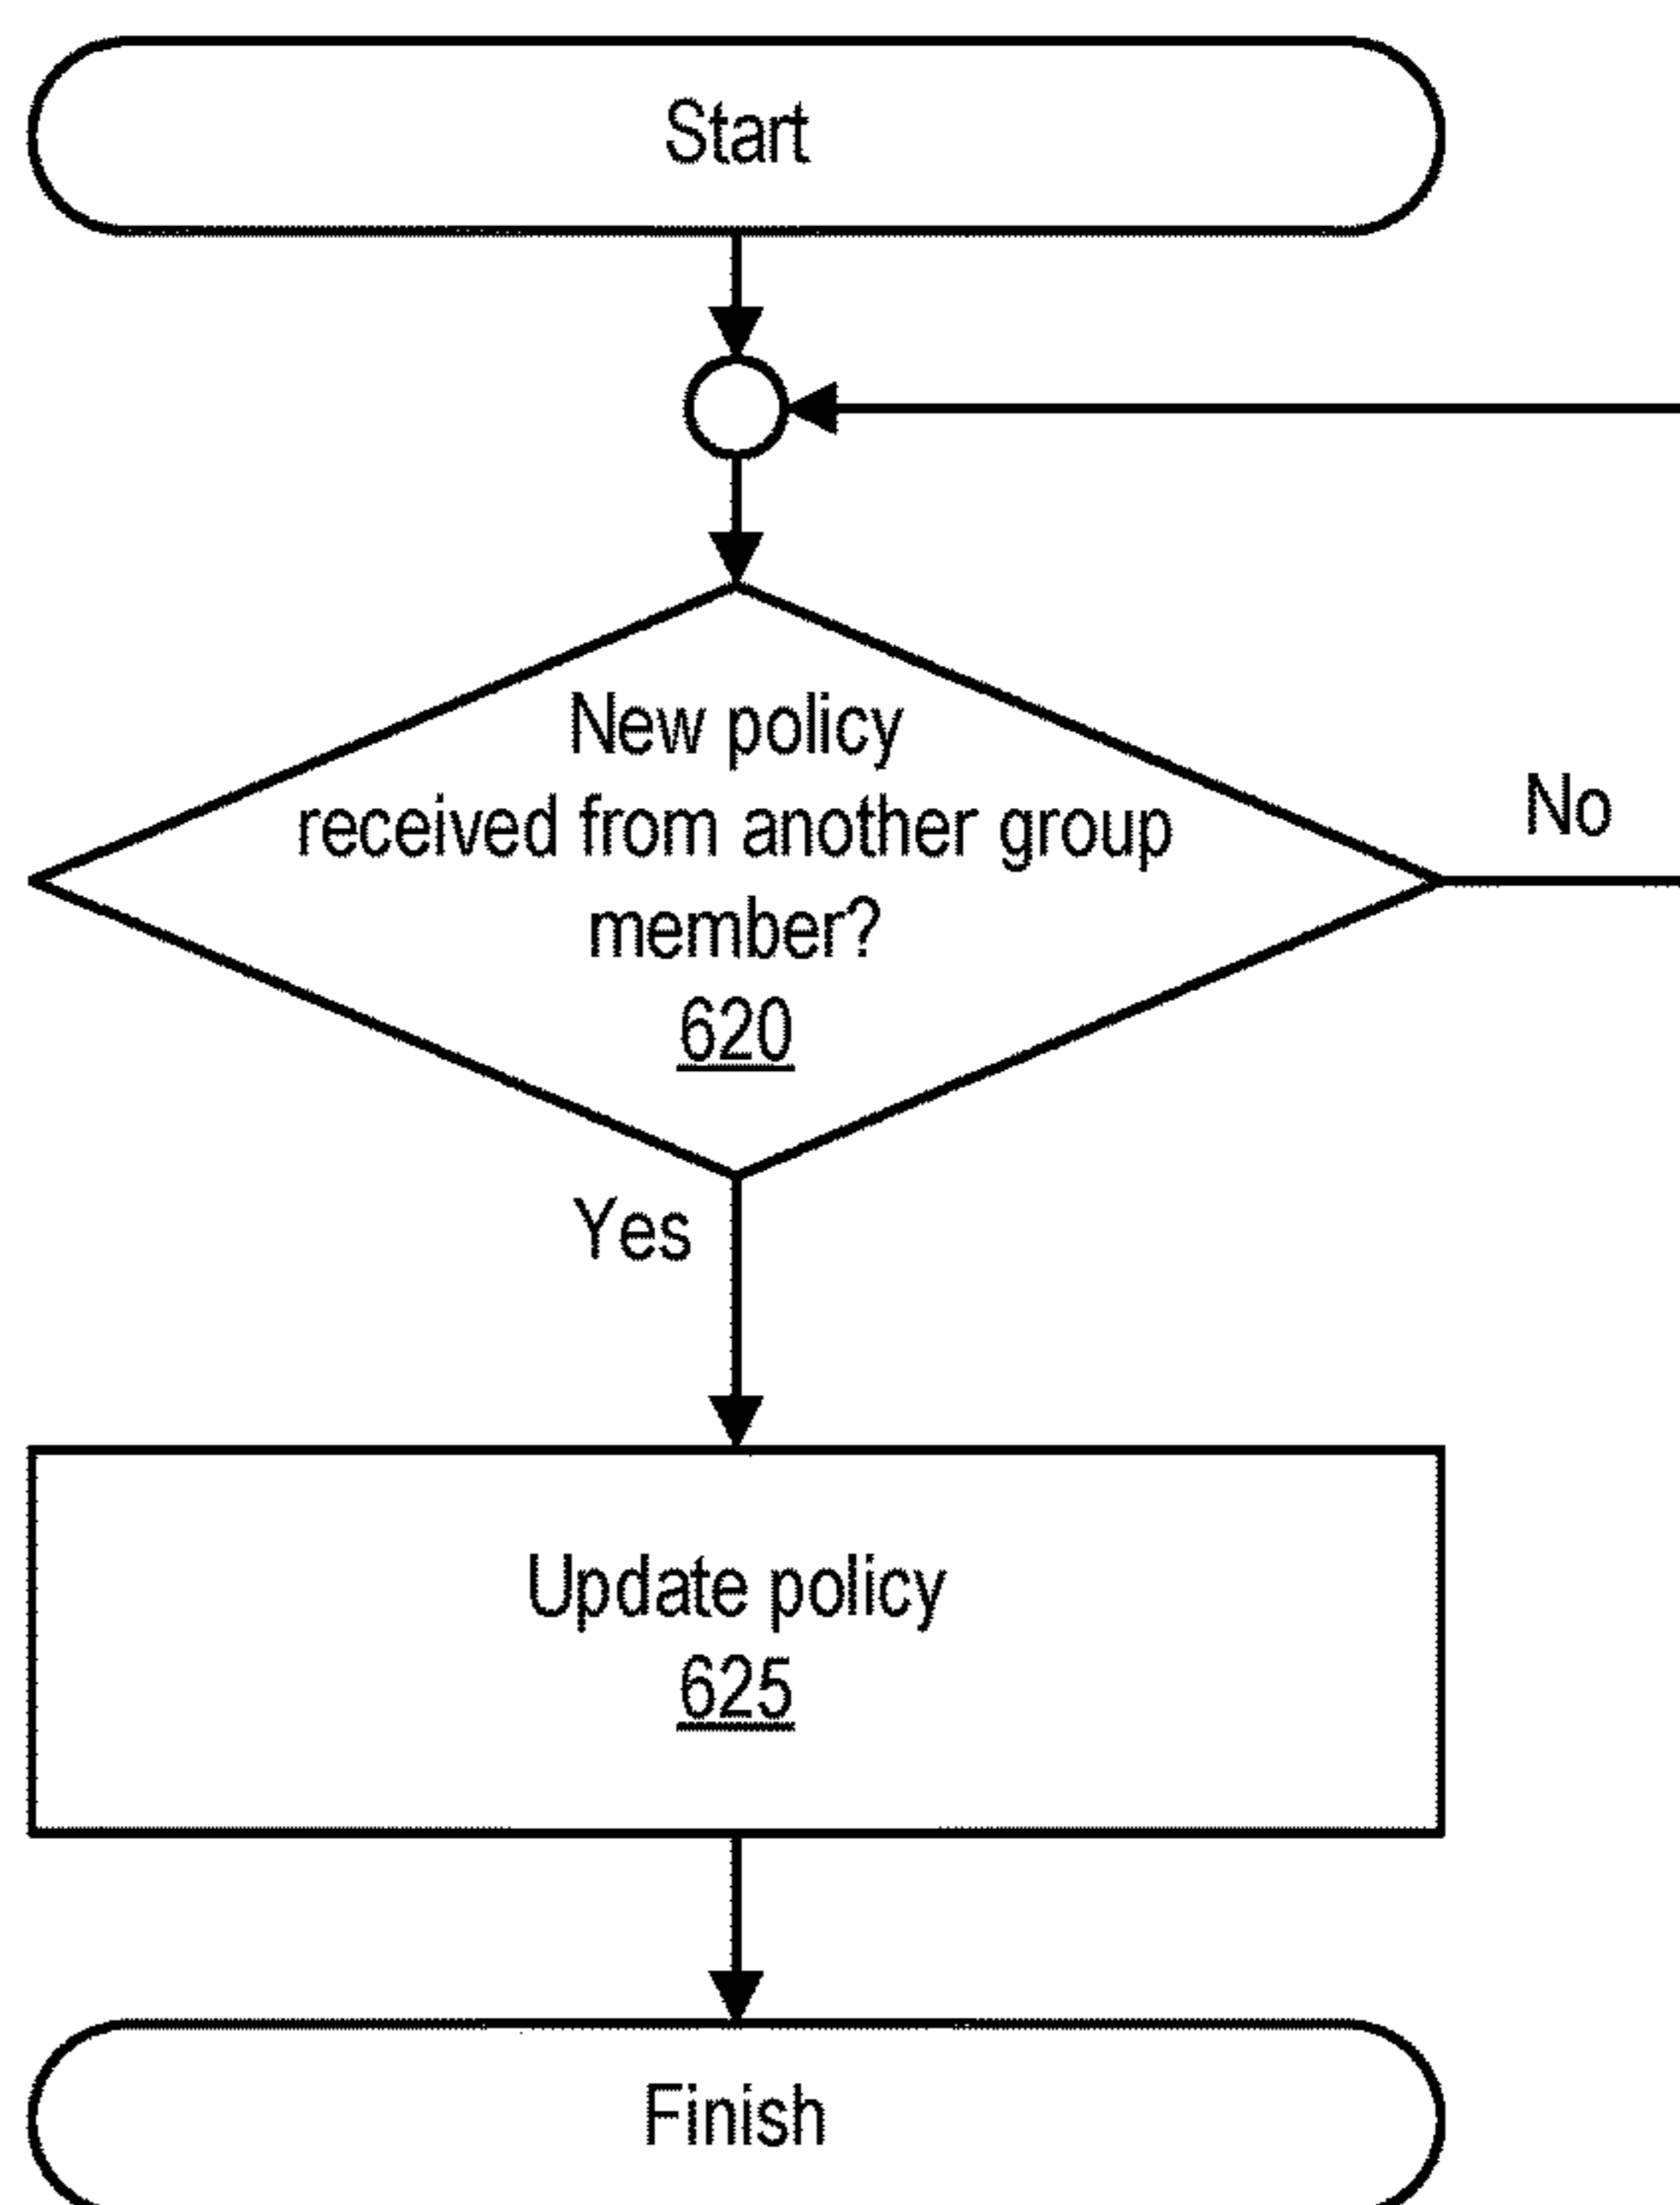 Start
New policy
received from another group
member?
620
No
Yes
Update policy
625
Finish